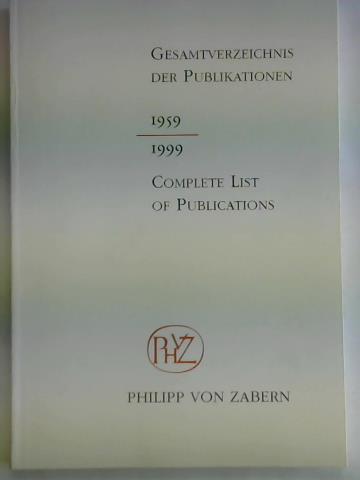 GESAMTVERZEICHNIS
DER PUBLIKATIONEN
1959
1999
COMPLETE LIST
OF PUBLICATIONS
PHVZ
PHILIPP VON ZABERN